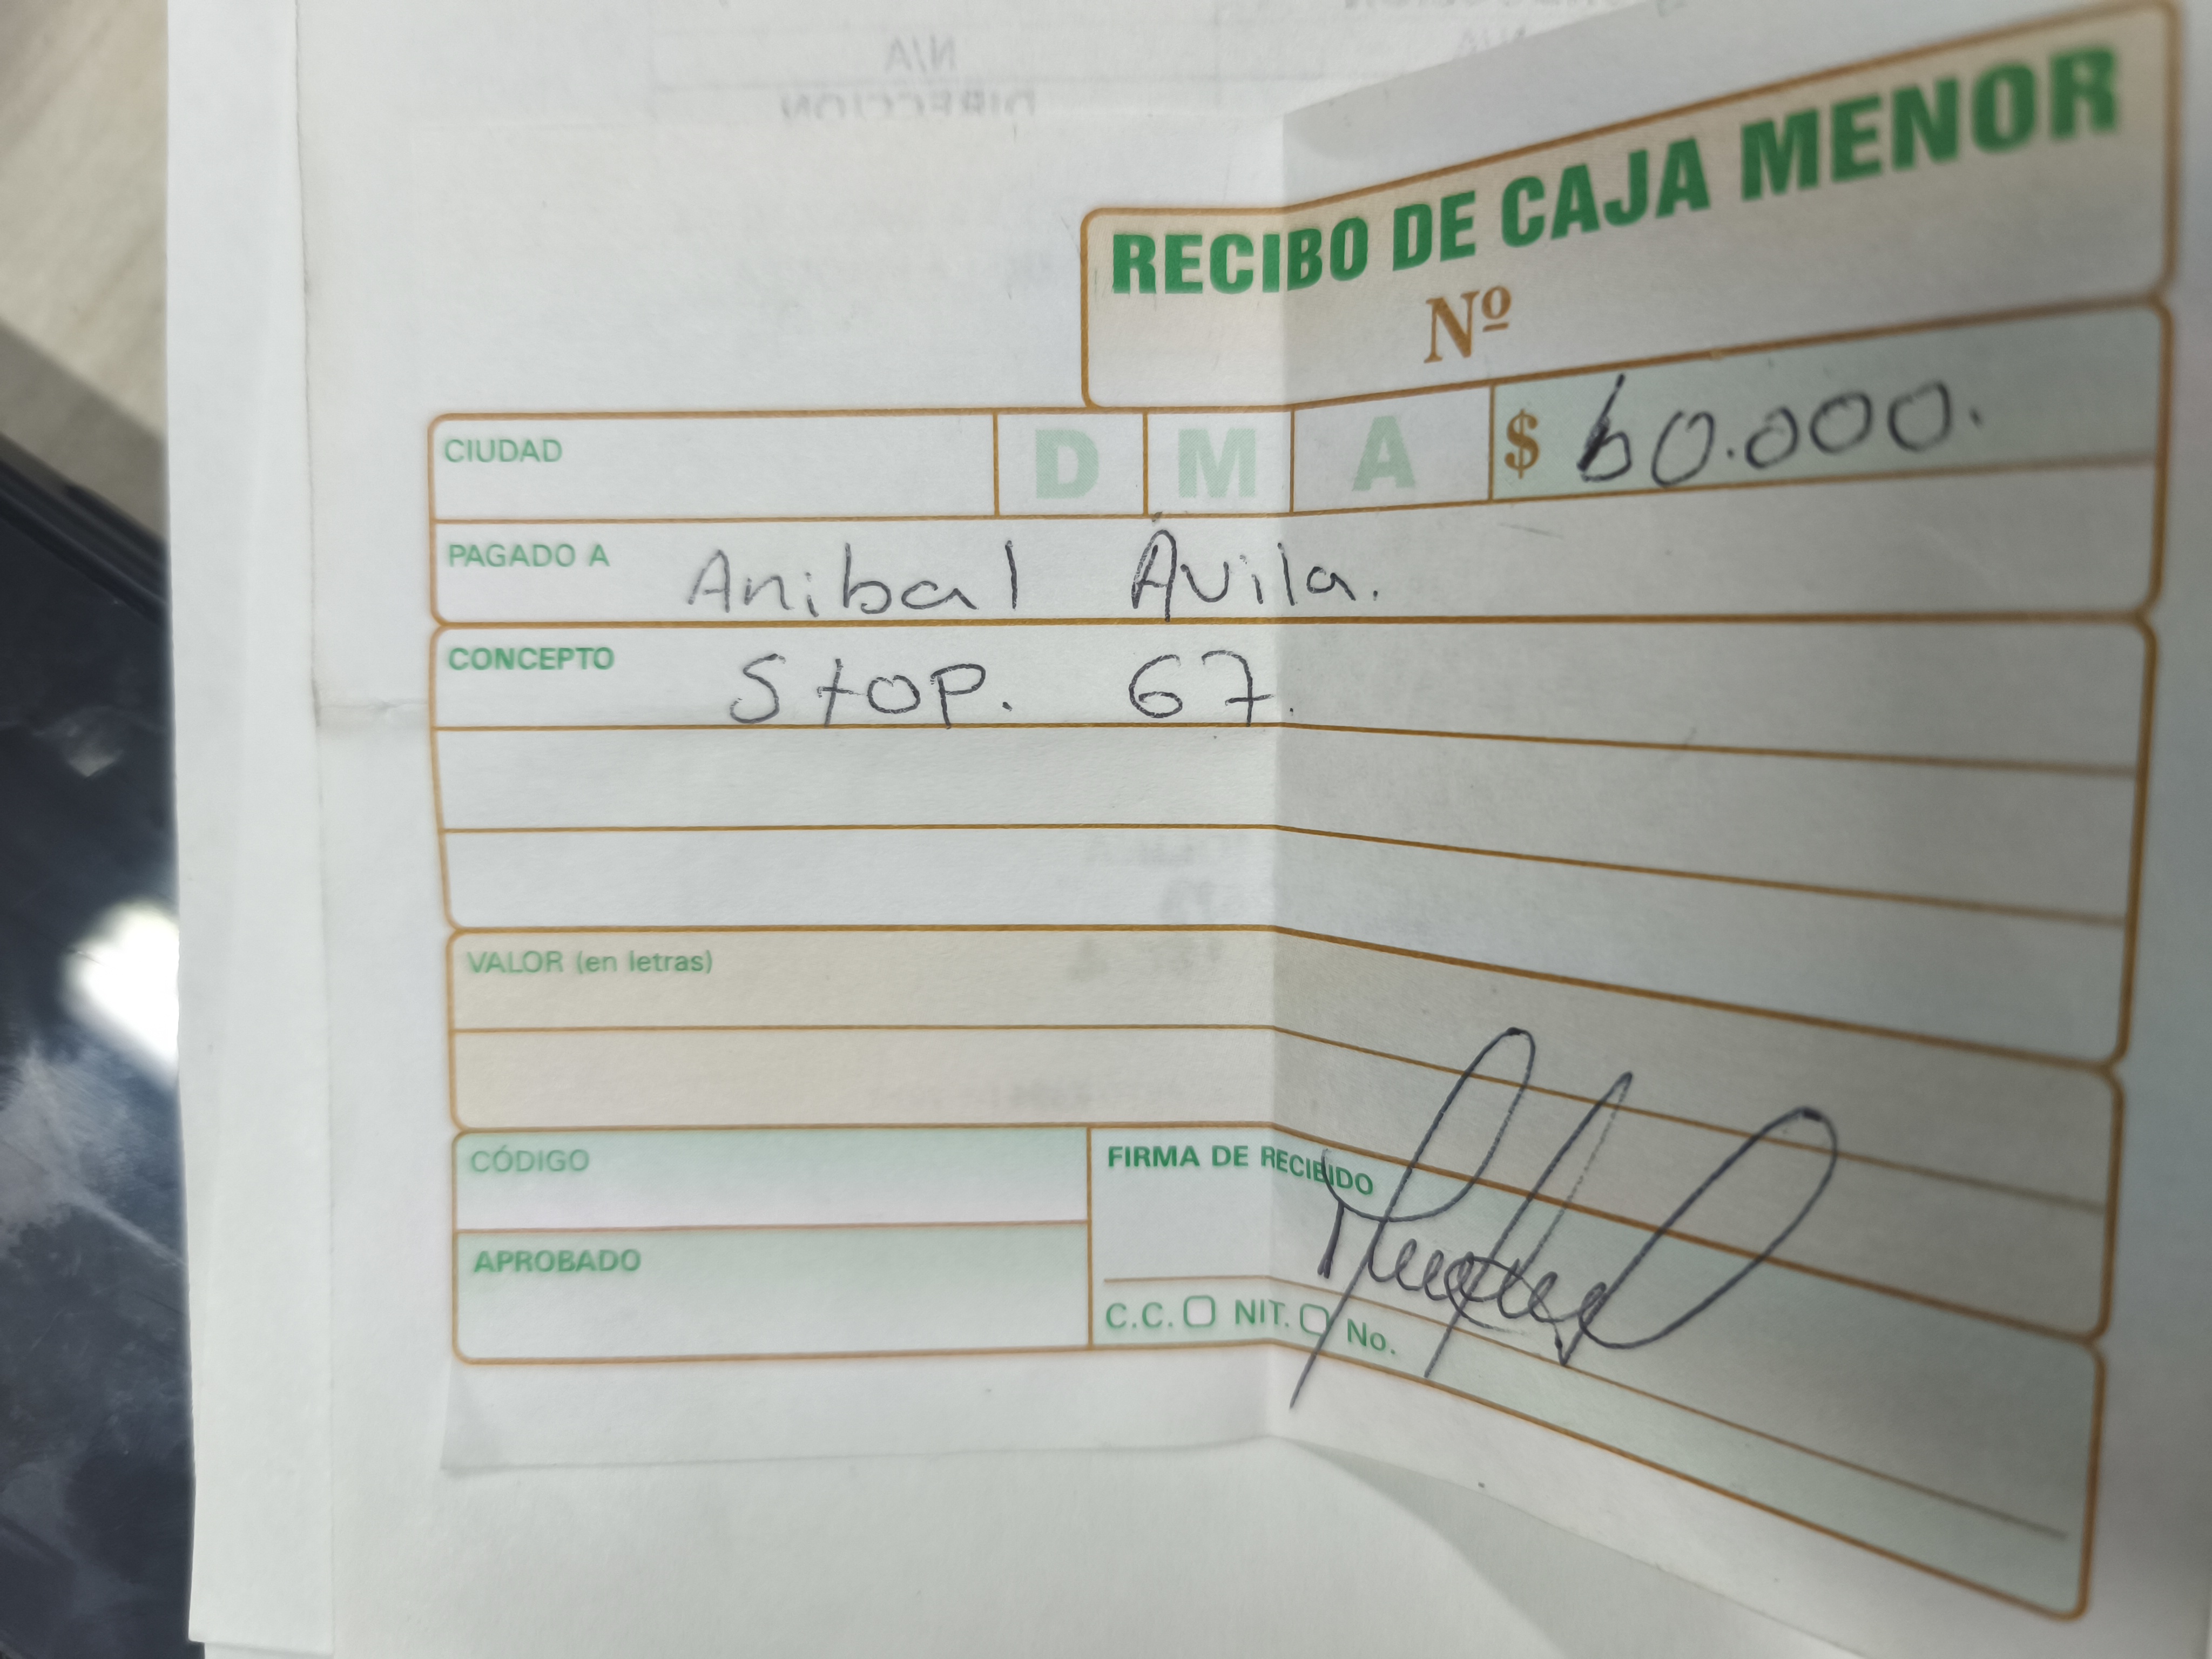 N/A
DIRECCION
RECIBO DE CAJA MENOR
Nº
CIUDAD D M A $ 60.000.
PAGADO A Anibal Ávila.
CONCEPTO Stop. 67.
VALOR (en letras)
CÓDIGO
FIRMA DE RECIBIDO
APROBADO
C.C. NIT. No.